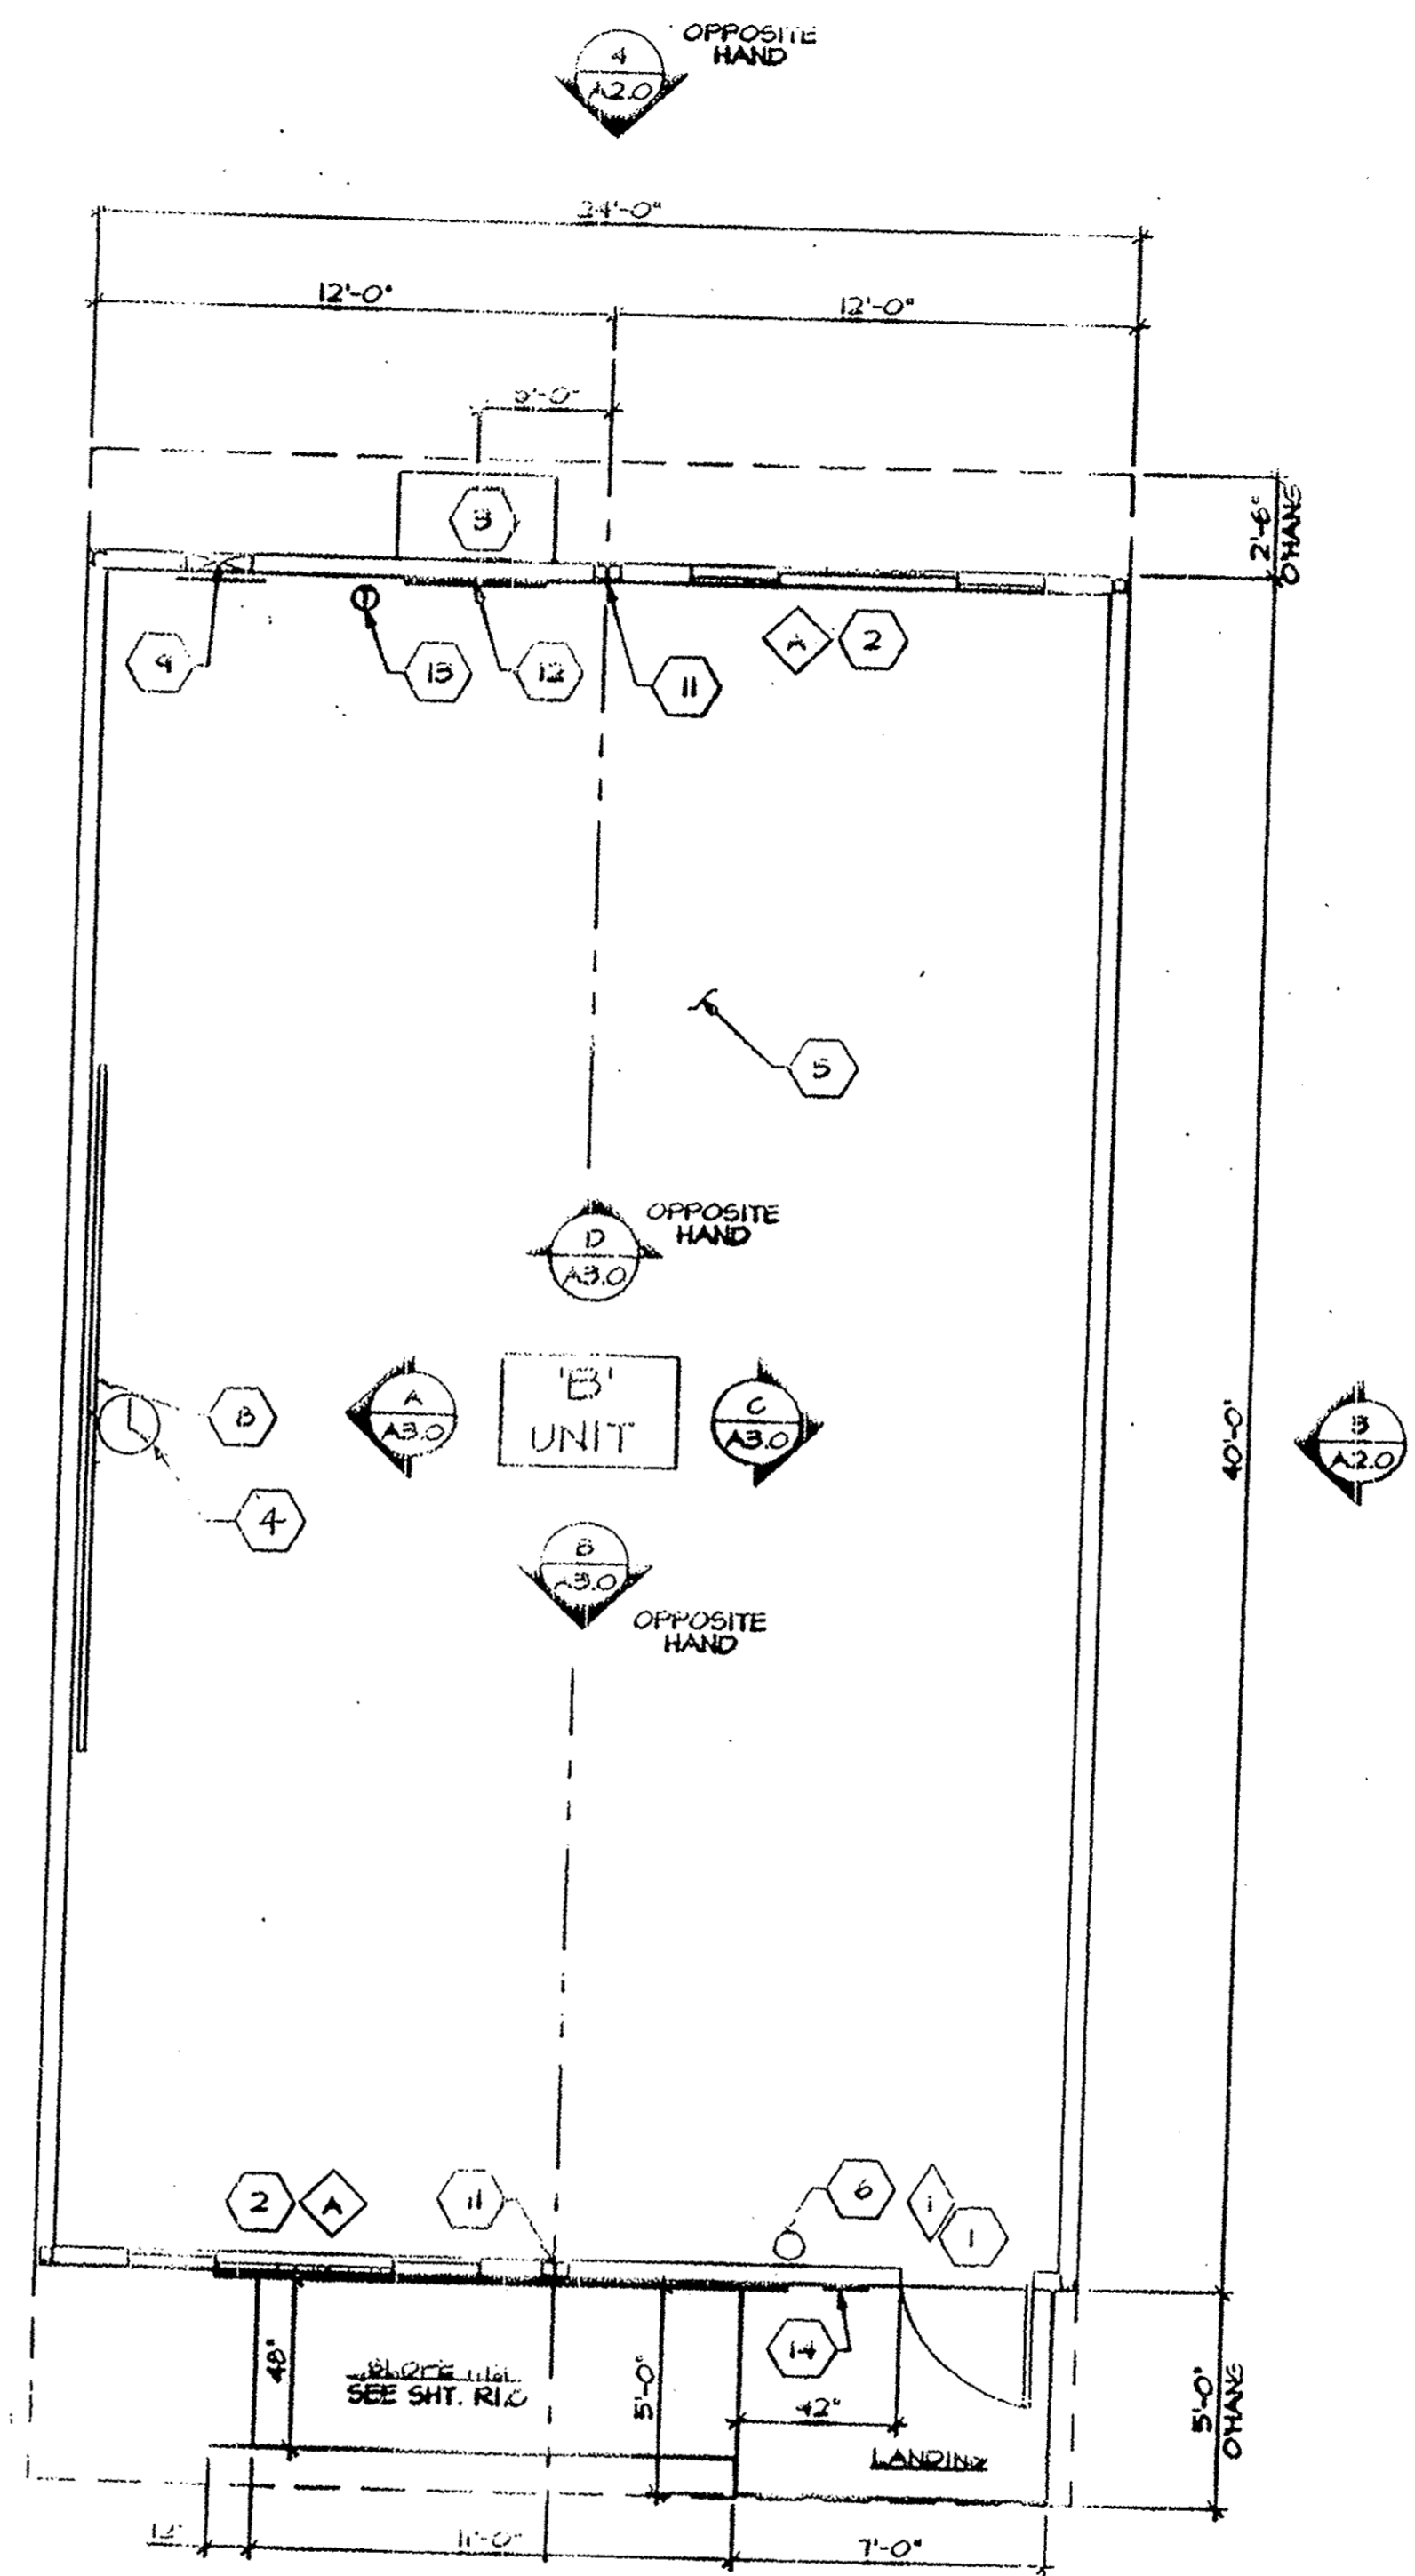 4
A2.0
OPPOSITE
HAND
24'-0"
12'-0"
12'-0"
2'-6"
O'HANG
9
13
12
11
A
2
5
D
A3.0
OPPOSITE
HAND
A
A3.0
'B'
UNIT
C
A3.0
8
4
40'-0"
A2.0
B
A3.0
OPPOSITE
HAND
2
A
11
6
1
1
14
48"
SEE SHT. R1.0
5'-0"
42"
LANDING
5'-0"
O'HANG
11'-0"
7'-0"